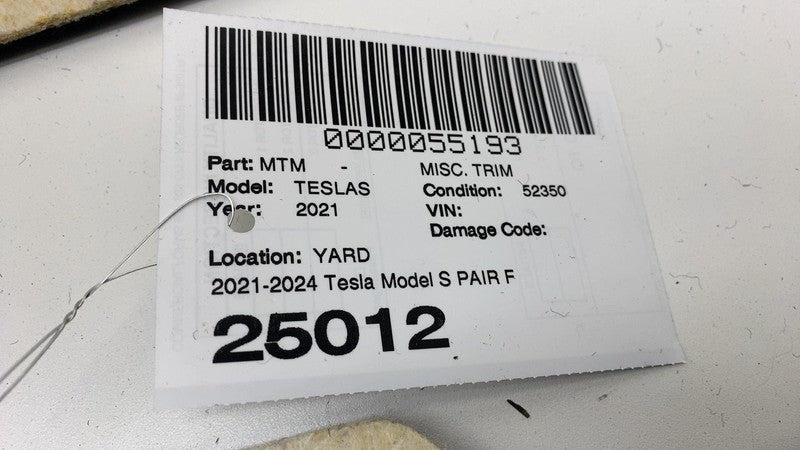 0000055193
Part: MTM - MISC. TRIM
Model: TESLAS Condition: 52350
Year: 2021 VIN:
Damage Code:
Location: YARD
2021-2024 Tesla Model S PAIR F
25012